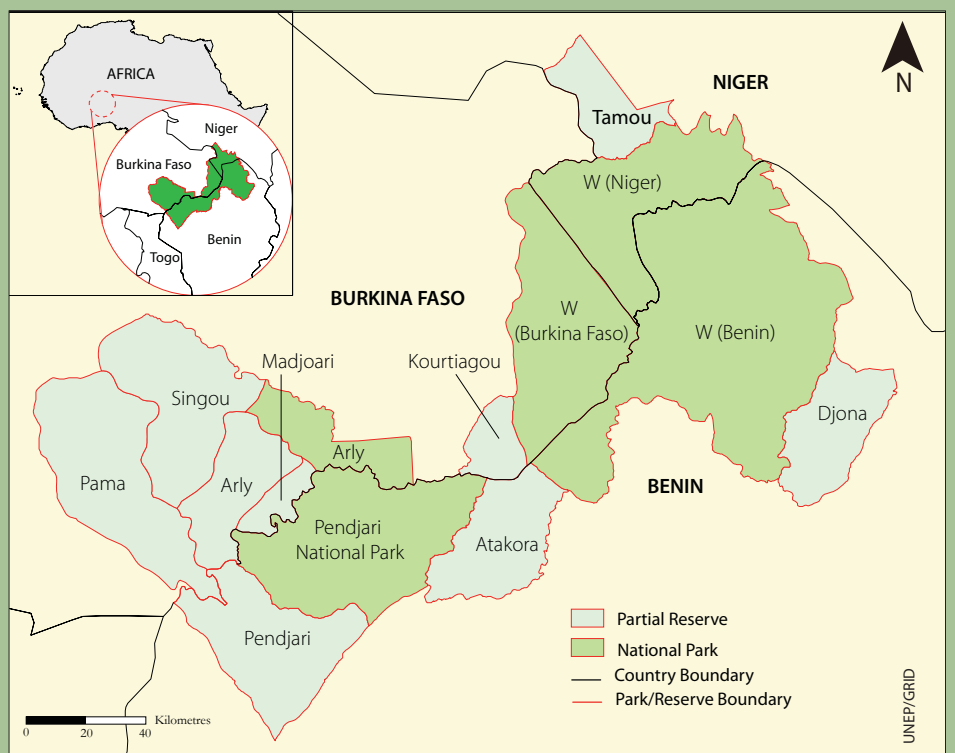 AFRICA
Niger
Burkina Faso
Benin
Togo
N
NIGER
Tamou
W (Niger)
BURKINA FASO
W
(Burkina Faso)
W (Benin)
Madjoari
Kourtiagou
Singou
Djona
Arly
Pama
Arly
BENIN
Pendjari
National Park
Atakora
Pendjari
Partial Reserve
National Park
Country Boundary
Park/Reserve Boundary
Kilometres
0 20 40
UNEP/GRID